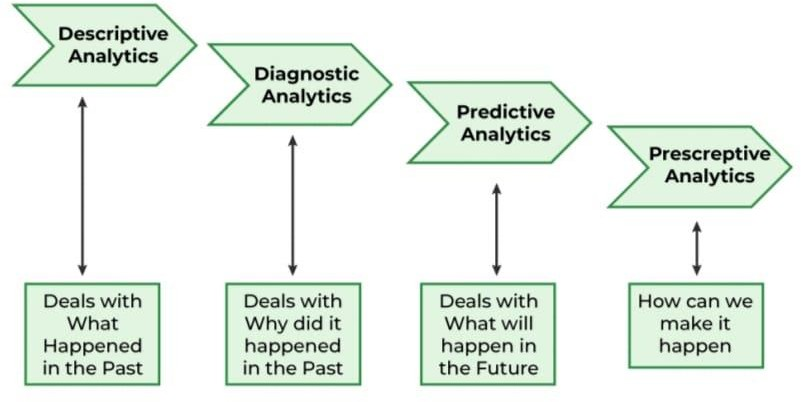 Descriptive
Analytics
Diagnostic
Analytics
Predictive
Analytics
Prescreptive
Analytics
Deals with
What
Happened
in the Past
Deals with
Why did it
happened
in the Past
Deals with
What will
happen in
the Future
How can we
make it
happen